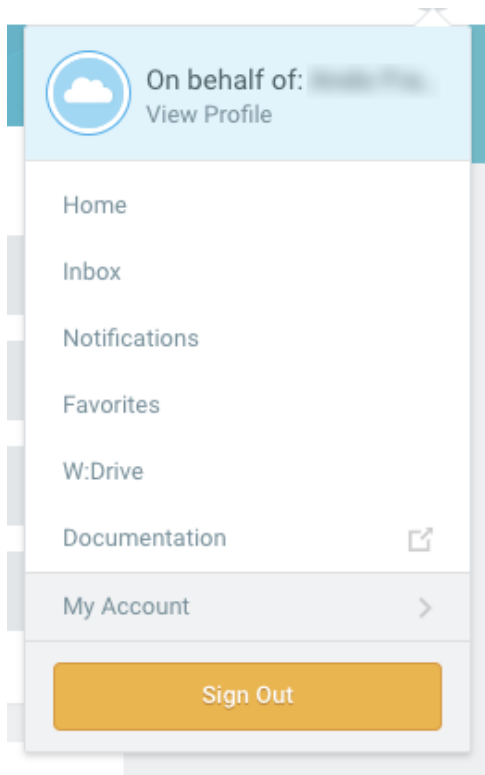 On behalf of:
View Profile
Home
Inbox
Notifications
Favorites
W:Drive
Documentation
My Account
Sign Out